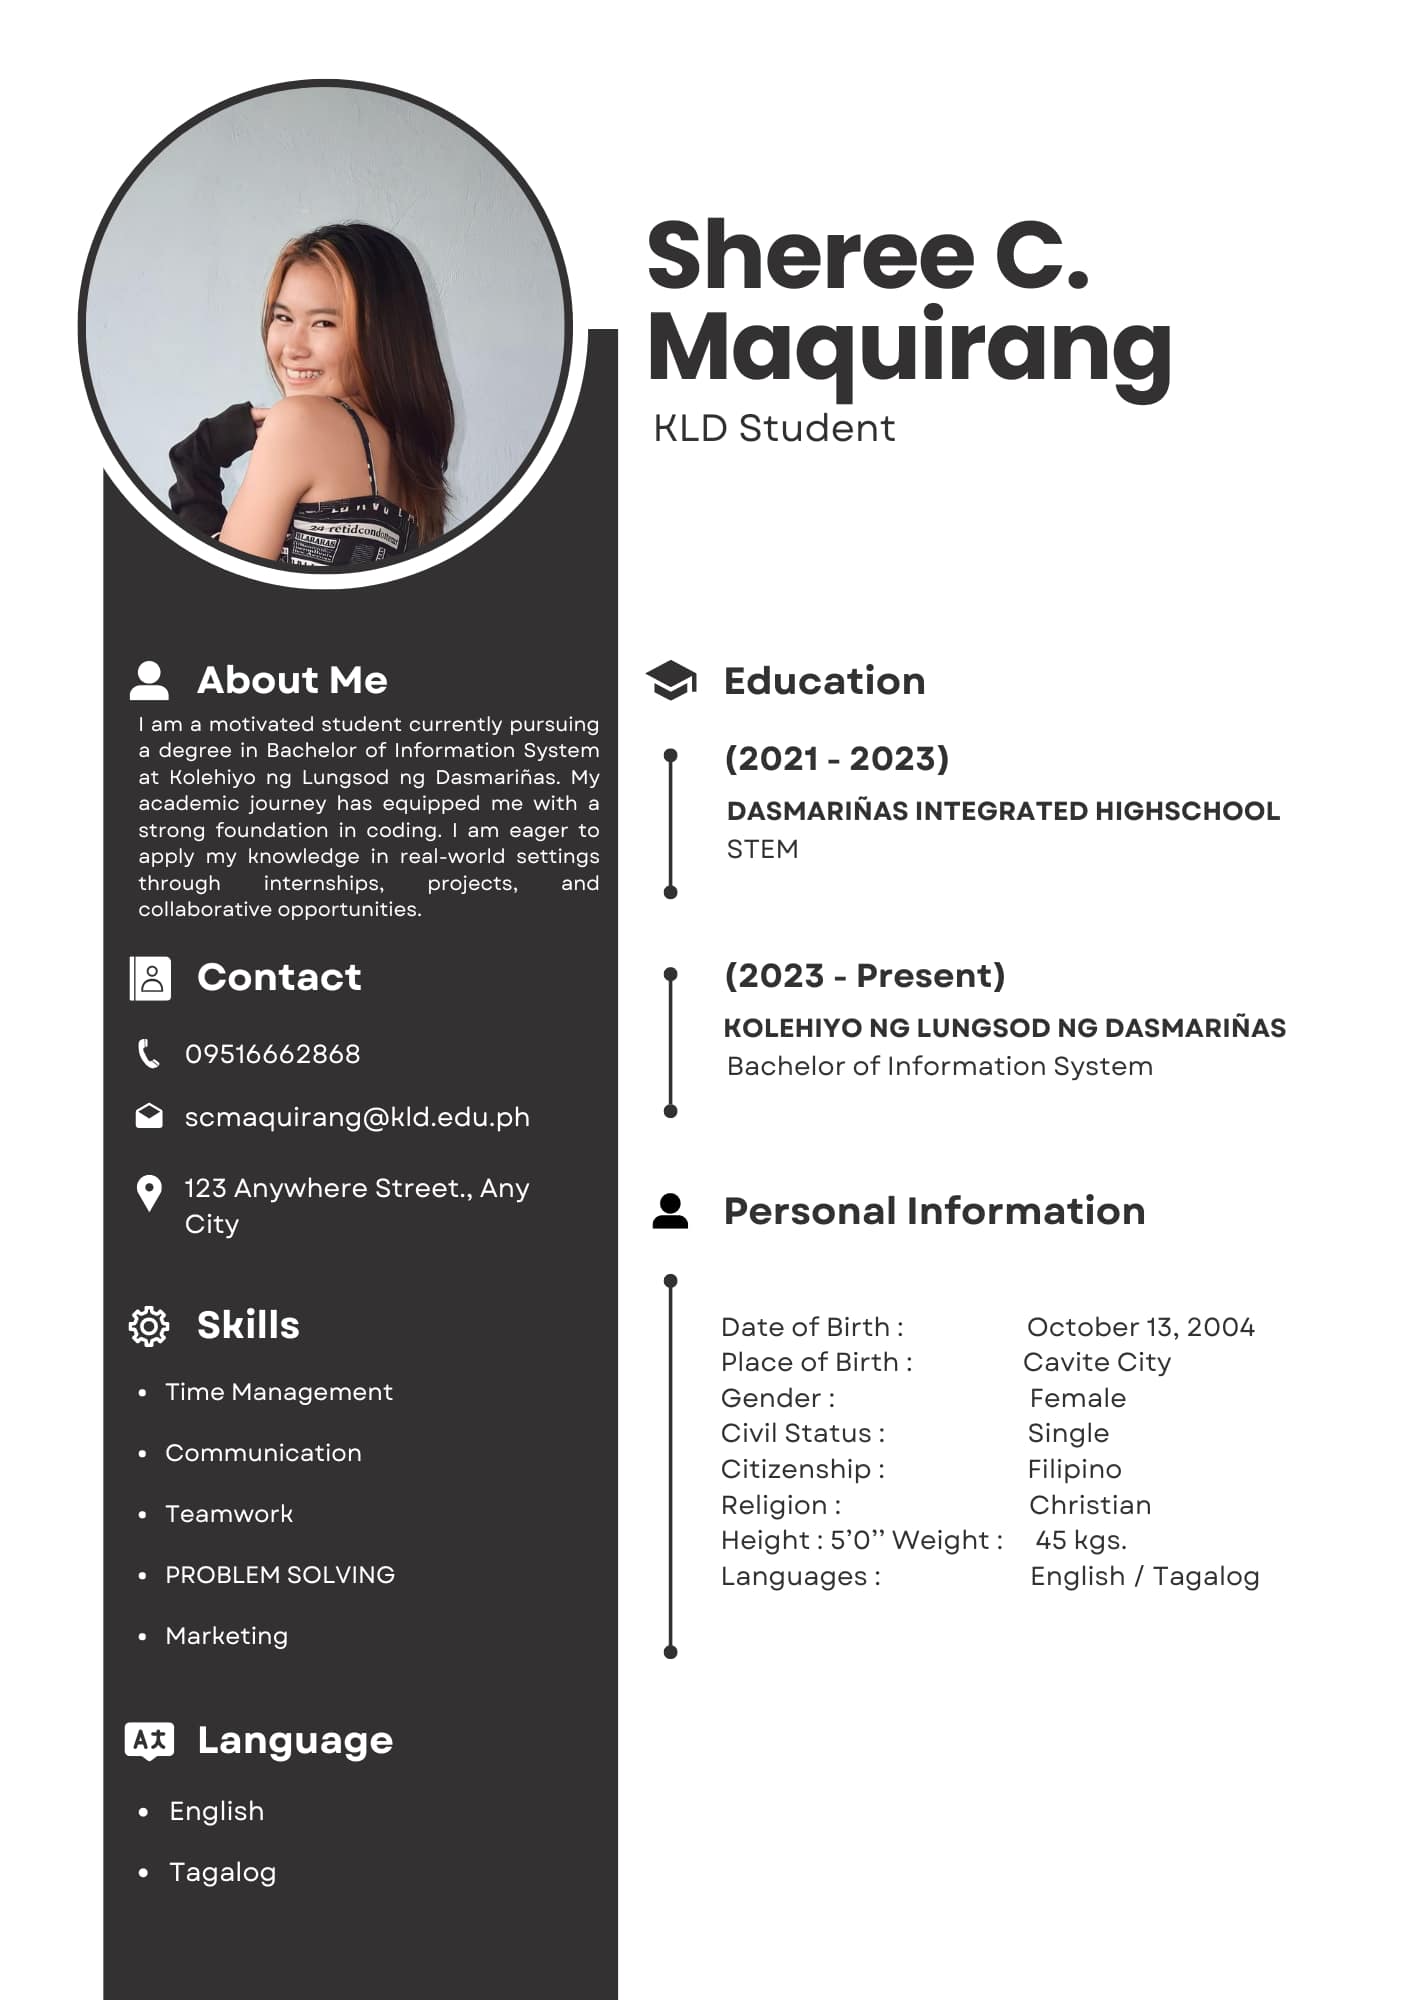 Sheree C.
Maquirang
KLD Student
About Me
I am a motivated student currently pursuing
a degree in Bachelor of Information System
at Kolehiyo ng Lungsod ng Dasmariñas. My
academic journey has equipped me with a
strong foundation in coding. I am eager to
apply my knowledge in real-world settings
through internships, projects, and
collaborative opportunities.
Contact
09516662868
scmaquirang@kld.edu.ph
123 Anywhere Street., Any
City
Skills
• Time Management
• Communication
• Teamwork
• PROBLEM SOLVING
• Marketing
Language
• English
• Tagalog
Education
(2021 - 2023)
DASMARIÑAS INTEGRATED HIGHSCHOOL
STEM
(2023 - Present)
KOLEHIYO NG LUNGSOD NG DASMARIÑAS
Bachelor of Information System
Personal Information
Date of Birth : October 13, 2004
Place of Birth : Cavite City
Gender : Female
Civil Status : Single
Citizenship : Filipino
Religion : Christian
Height : 5’0’’ Weight : 45 kgs.
Languages : English / Tagalog